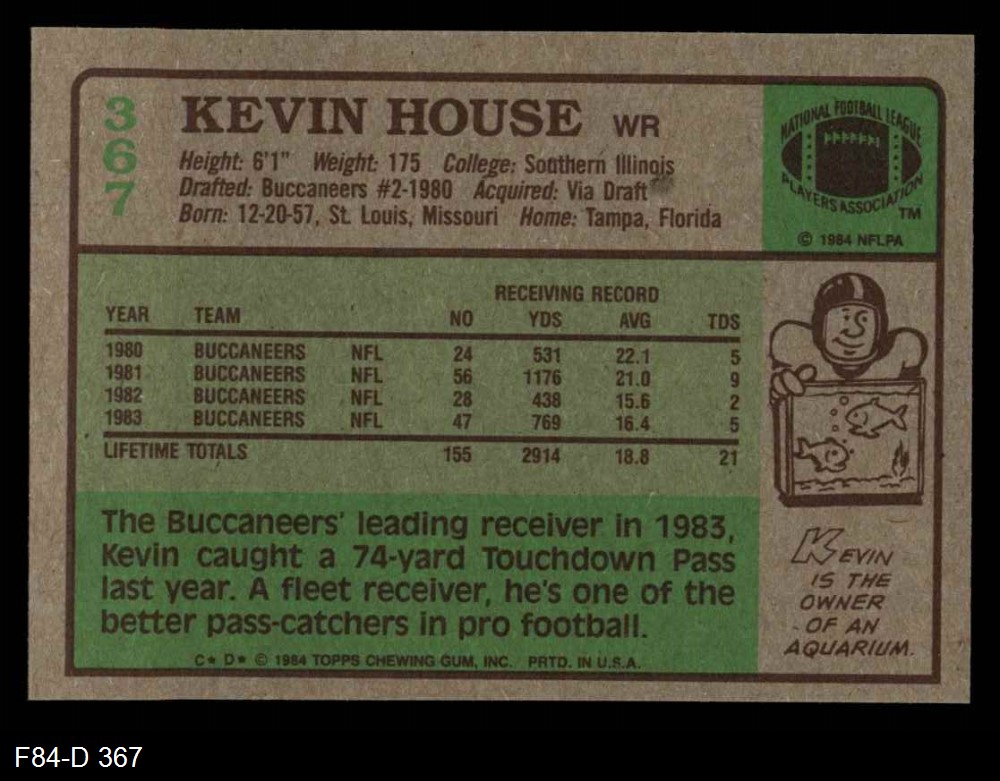 3
6
7
KEVIN HOUSE WR
Height: 6'1" Weight: 175 College: Southern Illinois
Drafted: Buccaneers #2-1980 Acquired: Via Draft
Born: 12-20-57, St. Louis, Missouri Home: Tampa, Florida
NATIONAL FOOTBALL LEAGUE
PLAYERS ASSOCIATION
TM
© 1984 NFLPA
RECEIVING RECORD
YEAR TEAM NO YDS AVG TDS
1980 BUCCANEERS NFL 24 531 22.1 5
1981 BUCCANEERS NFL 56 1176 21.0 9
1982 BUCCANEERS NFL 28 438 15.6 2
1983 BUCCANEERS NFL 47 769 16.4 5
LIFETIME TOTALS 155 2914 18.8 21
The Buccaneers' leading receiver in 1983,
Kevin caught a 74-yard Touchdown Pass
last year. A fleet receiver, he's one of the
better pass-catchers in pro football.
C★ D★ © 1984 TOPPS CHEWING GUM, INC. PRTD. IN U.S.A.
KEVIN
IS THE
OWNER
OF AN
AQUARIUM.
F84-D 367